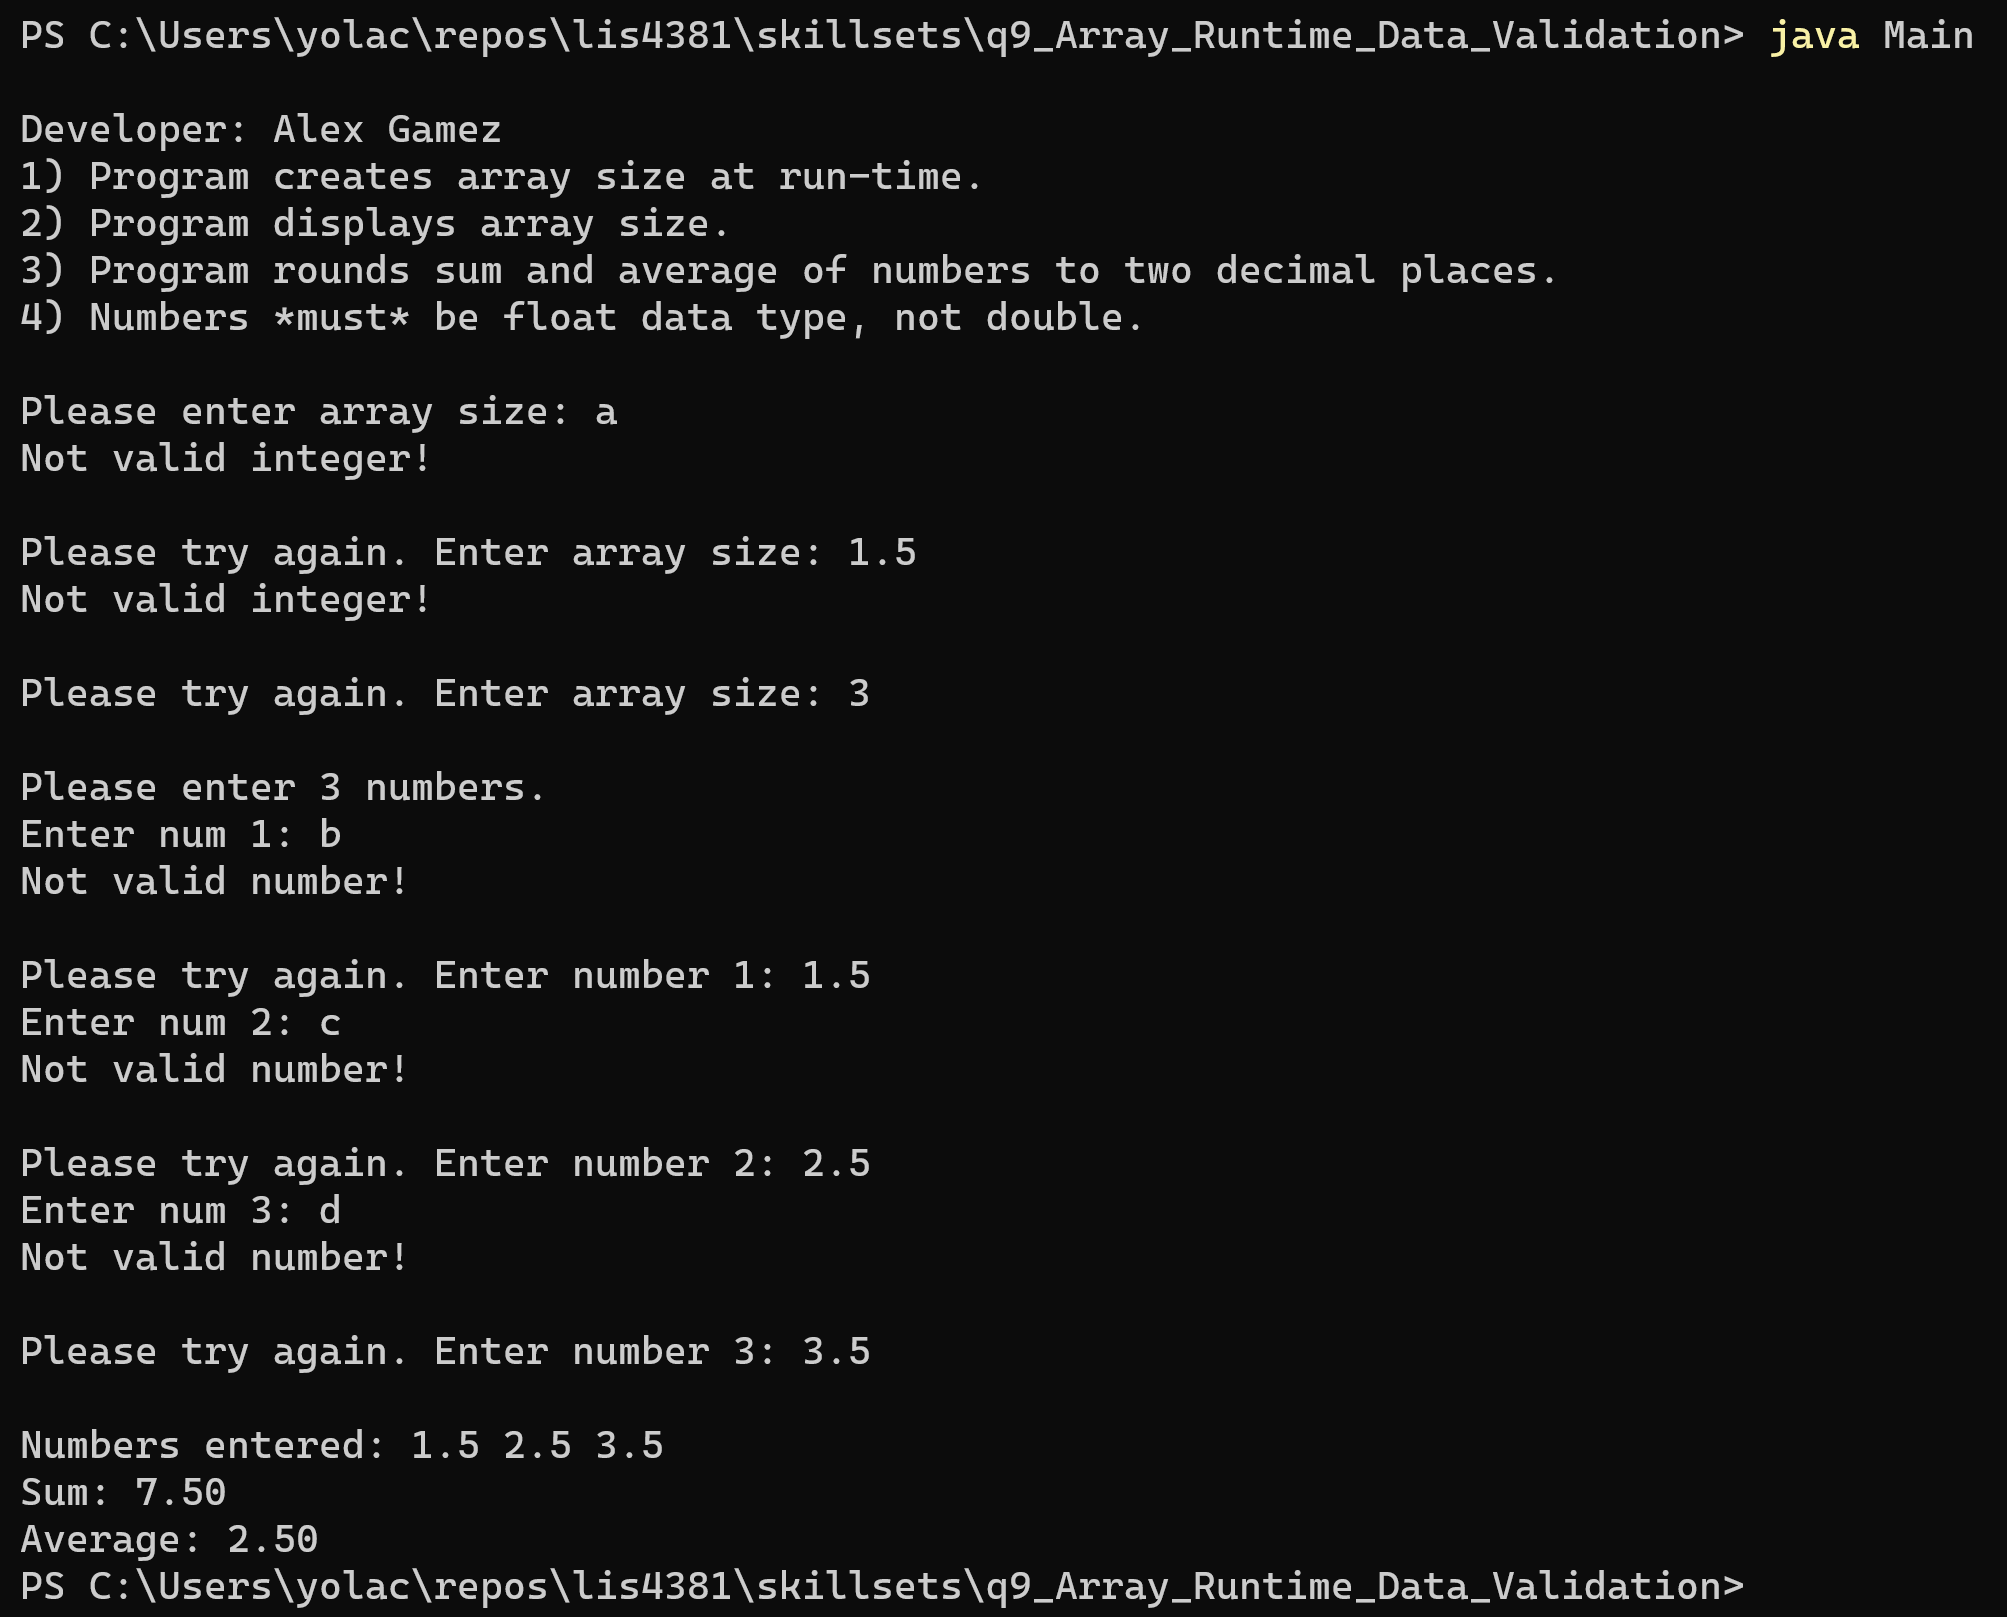 PS C:\Users\yolac\repos\lis4381\skillsets\q9_Array_Runtime_Data_Validation> java Main
Developer: Alex Gamez
1) Program creates array size at run-time.
2) Program displays array size.
3) Program rounds sum and average of numbers to two decimal places.
4) Numbers *must* be float data type, not double.
Please enter array size: a
Not valid integer!
Please try again. Enter array size: 1.5
Not valid integer!
Please try again. Enter array size: 3
Please enter 3 numbers.
Enter num 1: b
Not valid number!
Please try again. Enter number 1: 1.5
Enter num 2: c
Not valid number!
Please try again. Enter number 2: 2.5
Enter num 3: d
Not valid number!
Please try again. Enter number 3: 3.5
Numbers entered: 1.5 2.5 3.5
Sum: 7.50
Average: 2.50
PS C:\Users\yolac\repos\lis4381\skillsets\q9_Array_Runtime_Data_Validation>